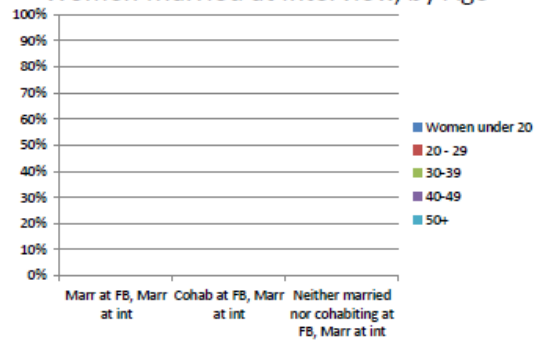 Women Married at Interview, by Age
100%
90%
80%
70%
60%
50%
40%
30%
20%
10%
0%
Marr at FB, Marr
at int
Cohab at FB, Marr
at int
Neither married
nor cohabiting at
FB, Marr at int
Women under 20
20 - 29
30-39
40-49
50+